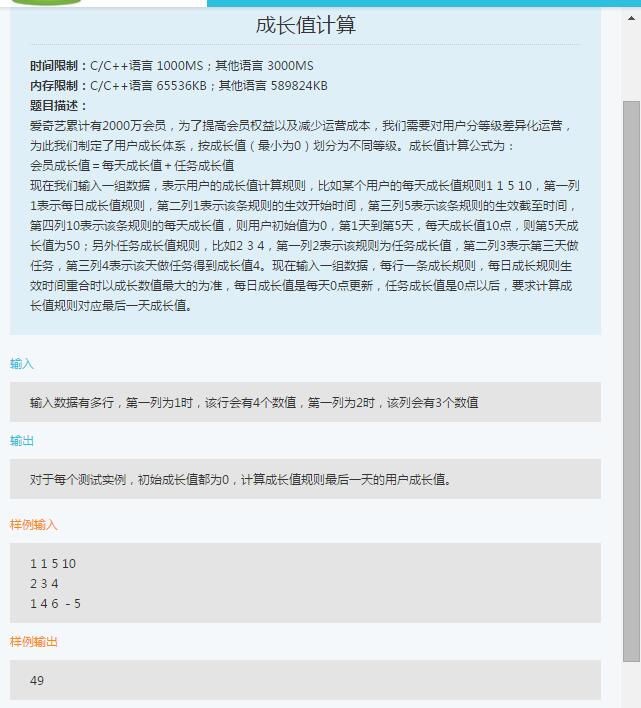 成长值计算
时间限制：C/C++语言 1000MS；其他语言 3000MS
内存限制：C/C++语言 65536KB；其他语言 589824KB
题目描述：
爱奇艺累计有2000万会员，为了提高会员权益以及减少运营成本，我们需要对用户分等级差异化运营，
为此我们制定了用户成长体系，按成长值（最小为0）划分为不同等级。成长值计算公式为：
会员成长值＝每天成长值＋任务成长值
现在我们输入一组数据，表示用户的成长值计算规则，比如某个用户的每天成长值规则1 1 5 10，第一列
1表示每日成长值规则，第二列1表示该条规则的生效开始时间，第三列5表示该条规则的生效截至时间，
第四列10表示该条规则的每天成长值，则用户初始值为0，第1天到第5天，每天成长值10点，则第5天成
长值为50；另外任务成长值规则，比如2 3 4，第一列2表示该规则为任务成长值，第二列3表示第三天做
任务，第三列4表示该天做任务得到成长值4。现在输入一组数据，每行一条成长规则，每日成长规则生
效时间重合时以成长数值最大的为准，每日成长值是每天0点更新，任务成长值是0点以后，要求计算成
长值规则对应最后一天成长值。
输入
输入数据有多行，第一列为1时，该行会有4个数值，第一列为2时，该列会有3个数值
输出
对于每个测试实例，初始成长值都为0，计算成长值规则最后一天的用户成长值。
样例输入
1 1 5 10
2 3 4
1 4 6 －5
样例输出
49